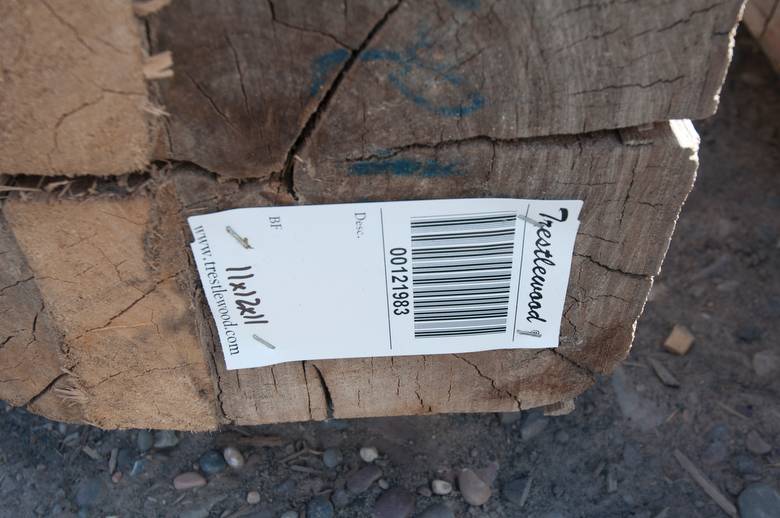 Trestlewood
00121983
Desc.
BF
11x12x11
www.trestlewood.com